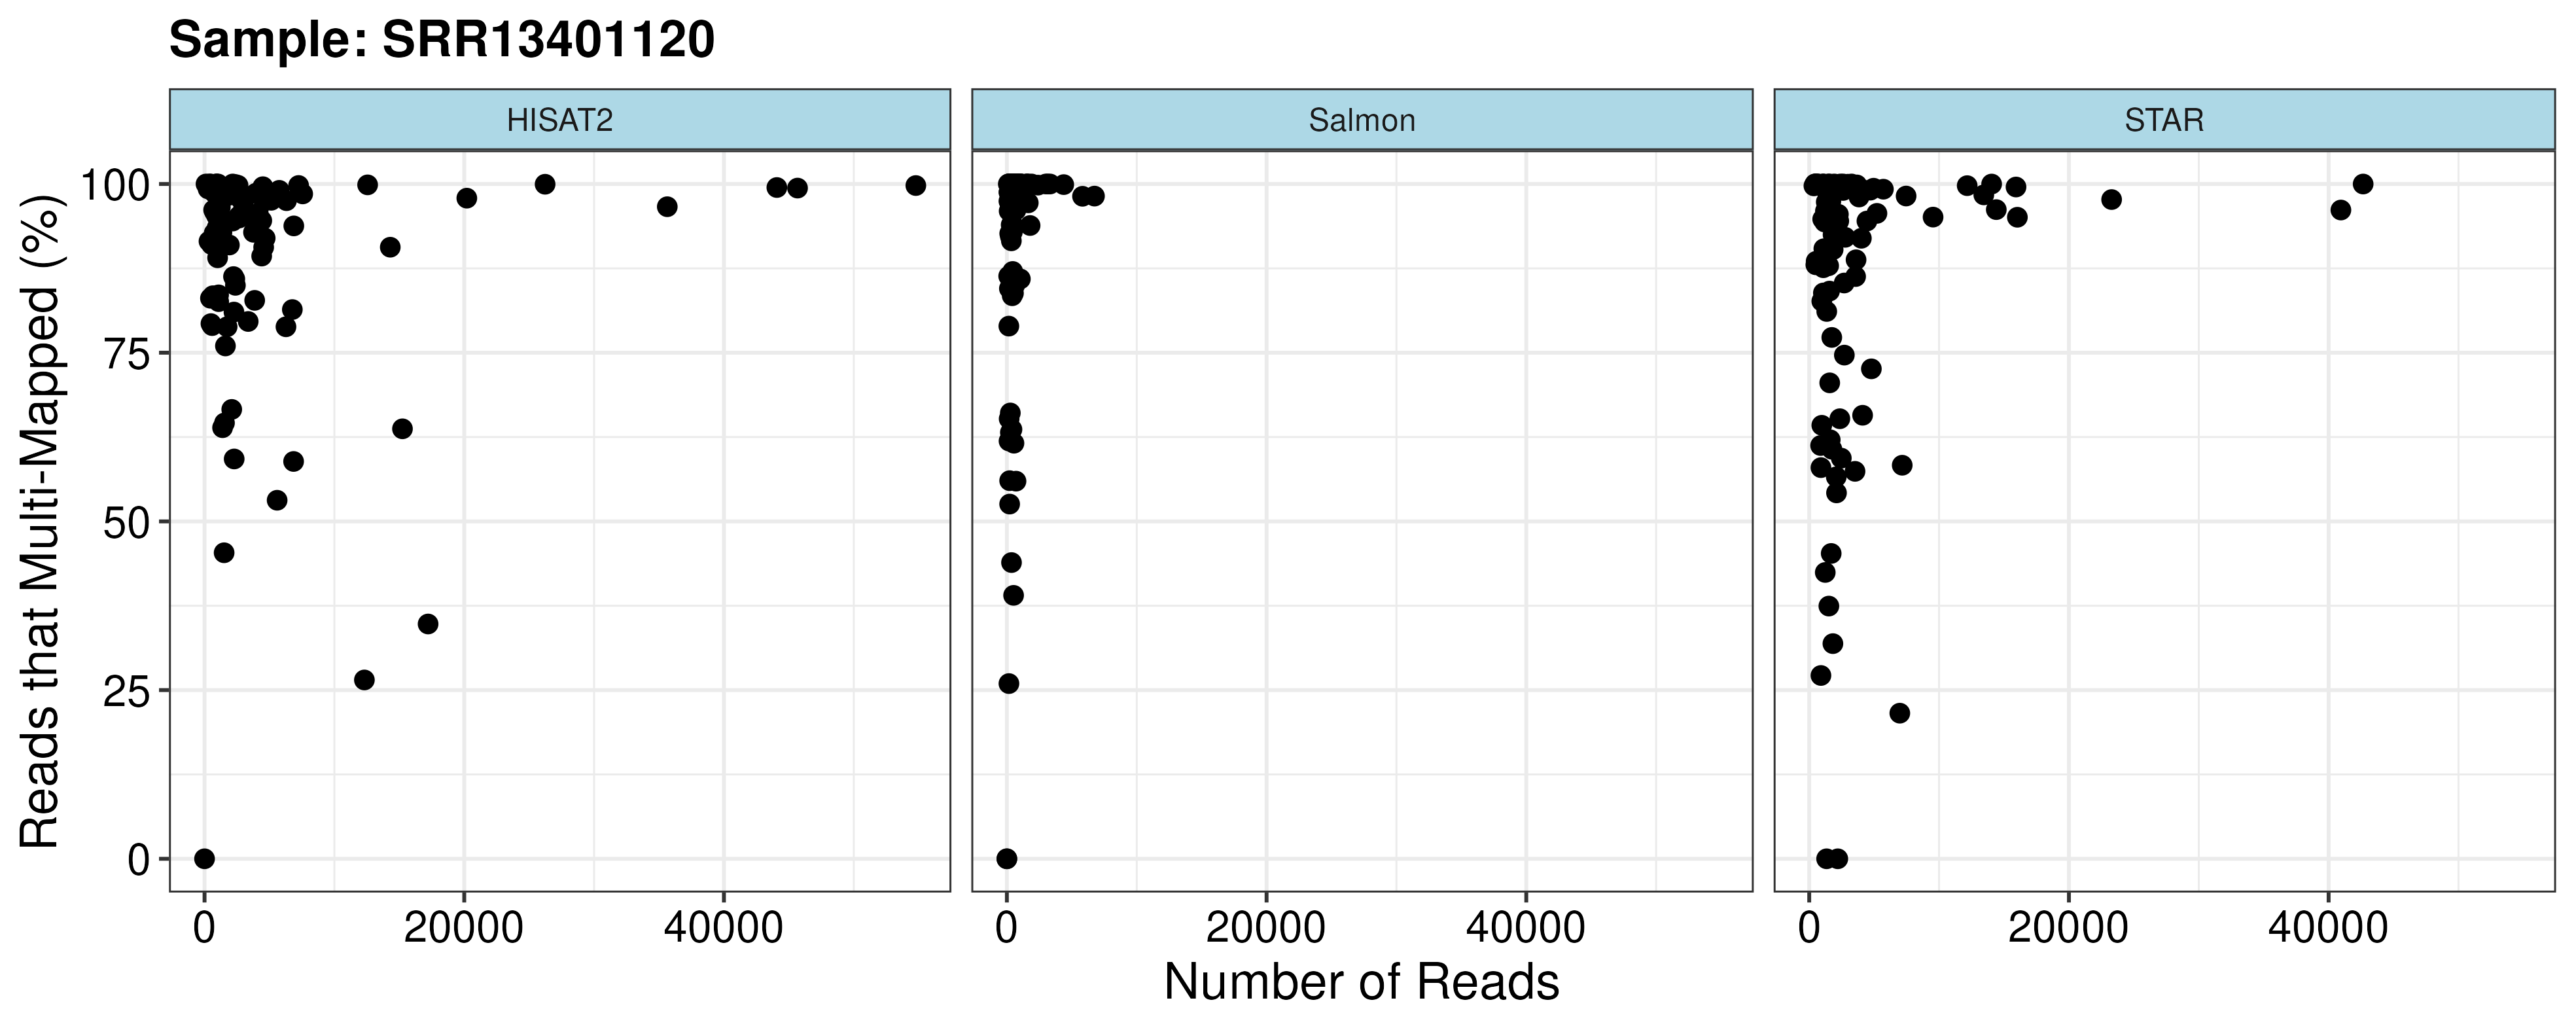 Sample: SRR13401120
HISAT2
Salmon
STAR
Reads that Multi-Mapped (%)
100
75
50
25
0
0 20000 40000
0 20000 40000
0 20000 40000
Number of Reads